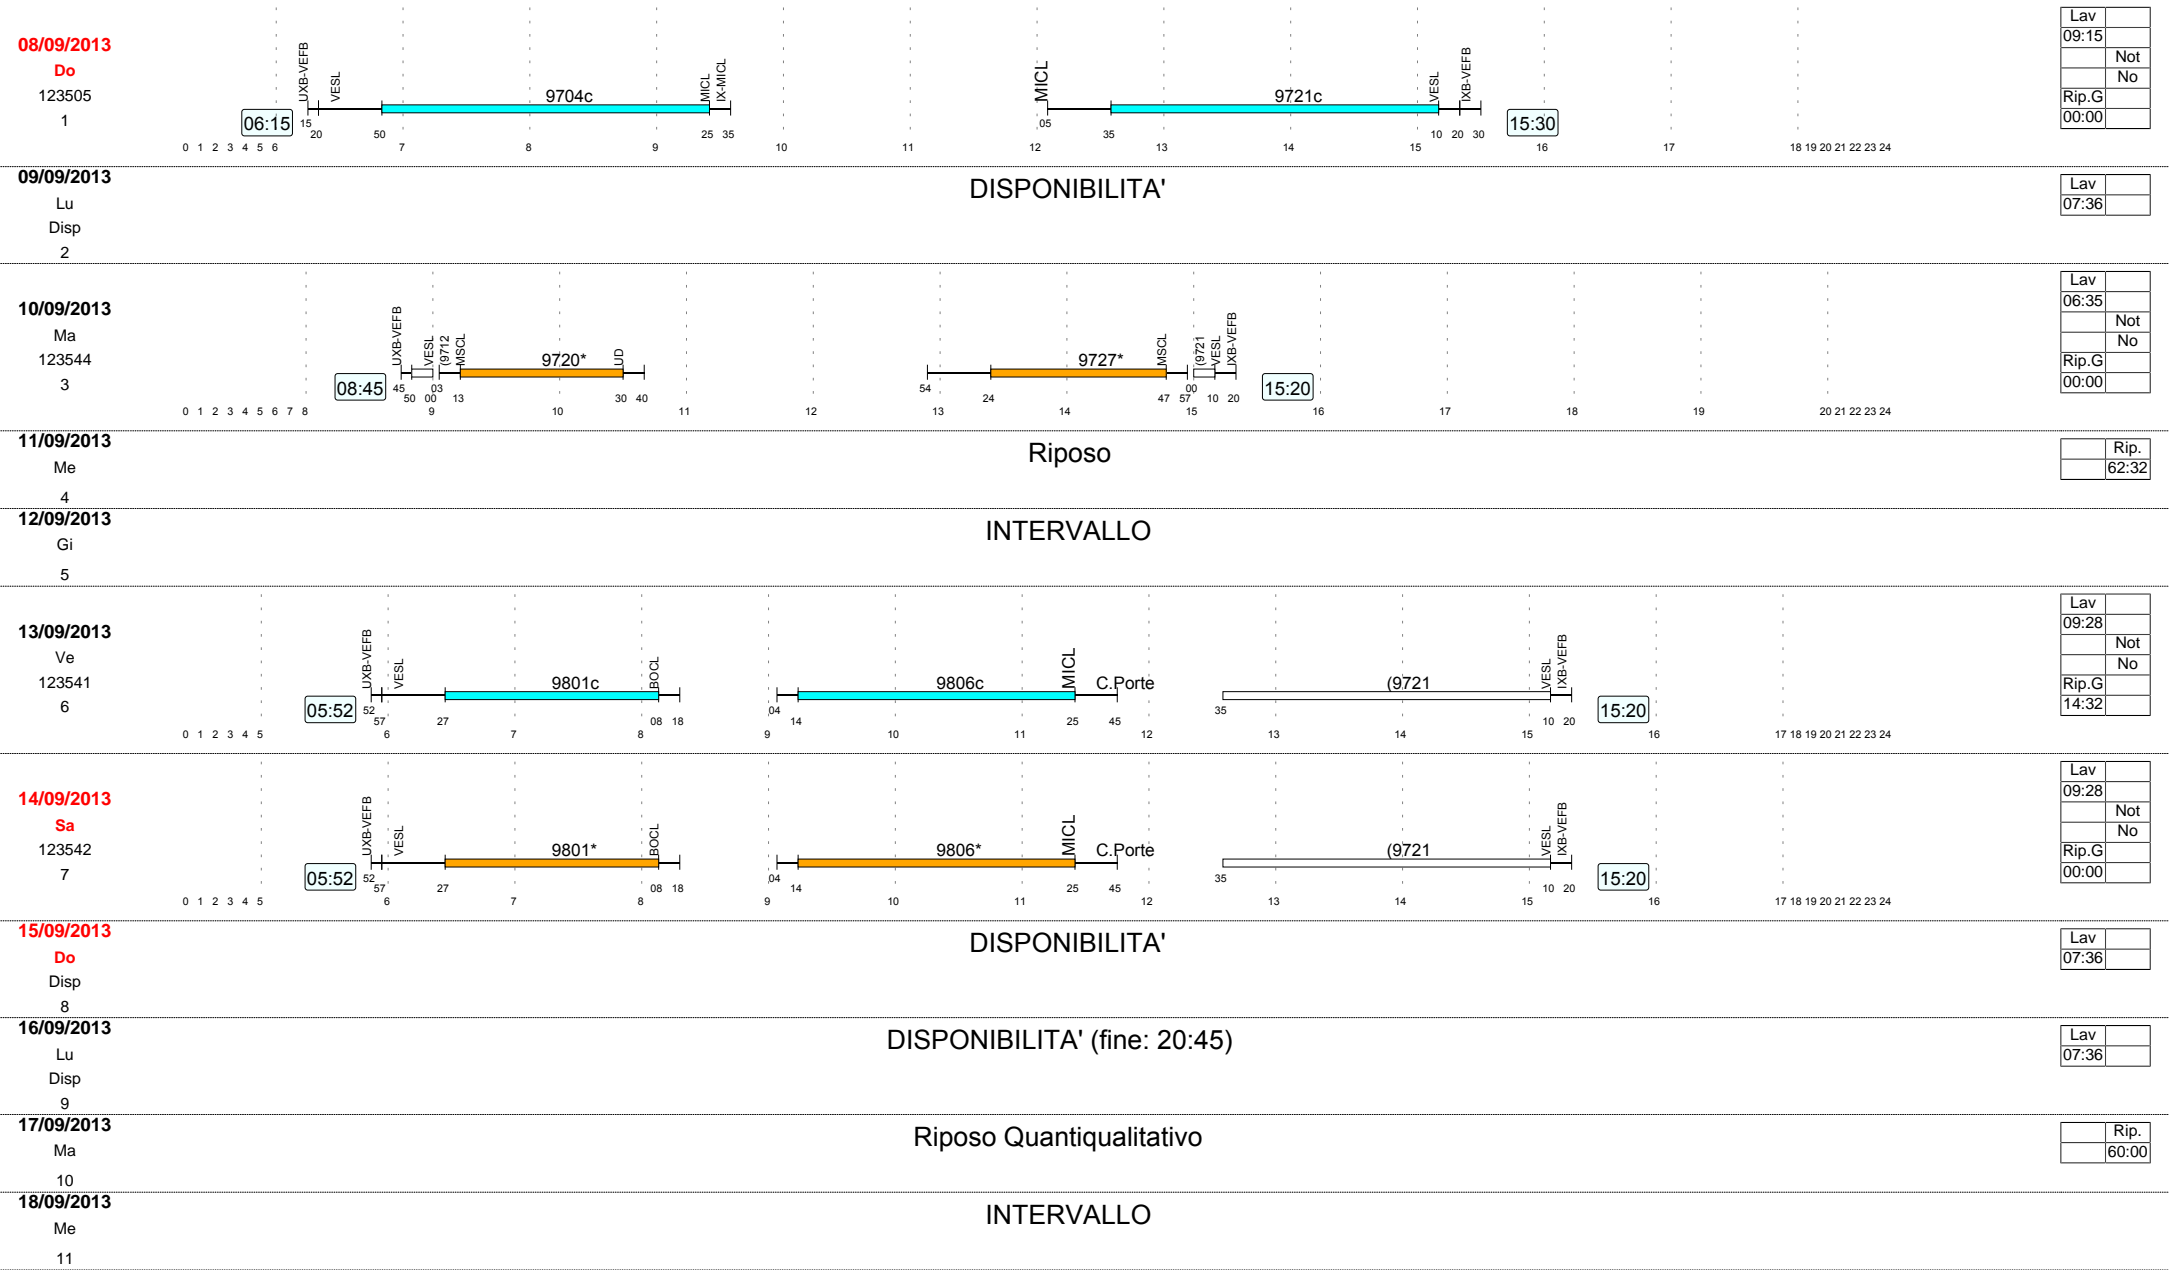 08/09/2013
Do
123505
1
06:15
UXB-VEFB
VESL
9704c
MICL
IX-MICL
MICL
9721c
VESL
IXB-VEFB
15:30
15 20 50 25 35 05 35 10 20 30
0 1 2 3 4 5 6 7 8 9 10 11 12 13 14 15 16 17 18 19 20 21 22 23 24
Lav
09:15
Not
No
Rip.G
00:00
09/09/2013
Lu
Disp
2
DISPONIBILITA'
Lav
07:36
10/09/2013
Ma
123544
3
08:45
UXB-VEFB
VESL
(9712
MSCL
9720*
UD
9727*
MSCL
(9721
VESL
IXB-VEFB
15:20
45 50 00 03 13 30 40 54 24 47 57 00 10 20
0 1 2 3 4 5 6 7 8 9 10 11 12 13 14 15 16 17 18 19 20 21 22 23 24
Lav
06:35
Not
No
Rip.G
00:00
11/09/2013
Me
4
Riposo
Rip.
62:32
12/09/2013
Gi
5
INTERVALLO
13/09/2013
Ve
123541
6
05:52
UXB-VEFB
VESL
9801c
BOCL
9806c
MICL
C.Porte
(9721
VESL
IXB-VEFB
15:20
52 57 27 08 18 04 14 25 45 35 10 20
0 1 2 3 4 5 6 7 8 9 10 11 12 13 14 15 16 17 18 19 20 21 22 23 24
Lav
09:28
Not
No
Rip.G
14:32
14/09/2013
Sa
123542
7
05:52
UXB-VEFB
VESL
9801*
BOCL
9806*
MICL
C.Porte
(9721
VESL
IXB-VEFB
15:20
52 57 27 08 18 04 14 25 45 35 10 20
0 1 2 3 4 5 6 7 8 9 10 11 12 13 14 15 16 17 18 19 20 21 22 23 24
Lav
09:28
Not
No
Rip.G
00:00
15/09/2013
Do
Disp
8
DISPONIBILITA'
Lav
07:36
16/09/2013
Lu
Disp
9
DISPONIBILITA' (fine: 20:45)
Lav
07:36
17/09/2013
Ma
10
Riposo Quantiqualitativo
Rip.
60:00
18/09/2013
Me
11
INTERVALLO